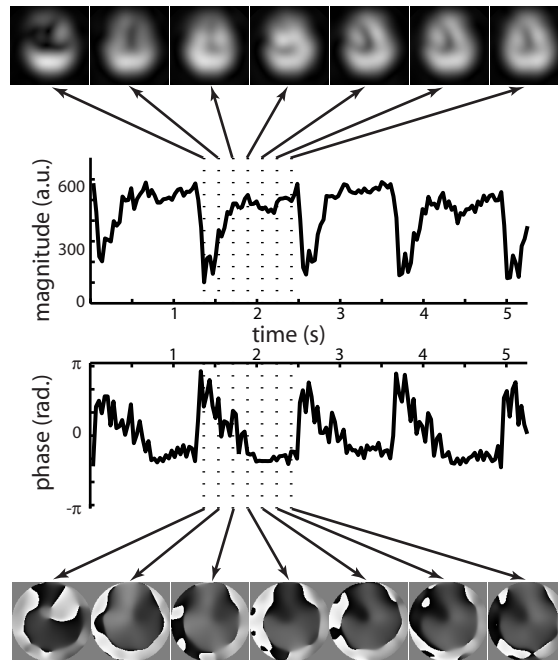 600
300
0
magnitude (a.u.)
1 2 3 4 5
time (s)
1 2 3 4 5
π
0
-π
phase (rad.)